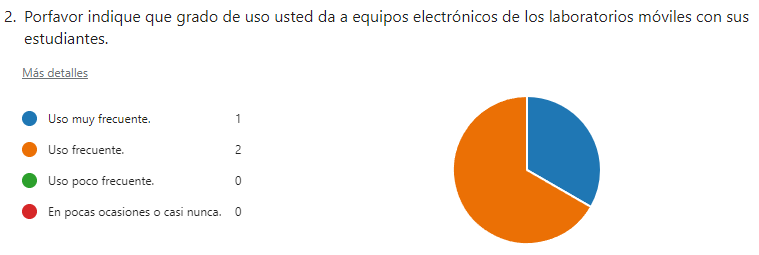 2. Porfavor indique que grado de uso usted da a equipos electrónicos de los laboratorios móviles con sus
estudiantes.
Más detalles
Uso muy frecuente. 1
Uso frecuente. 2
Uso poco frecuente. 0
En pocas ocasiones o casi nunca. 0